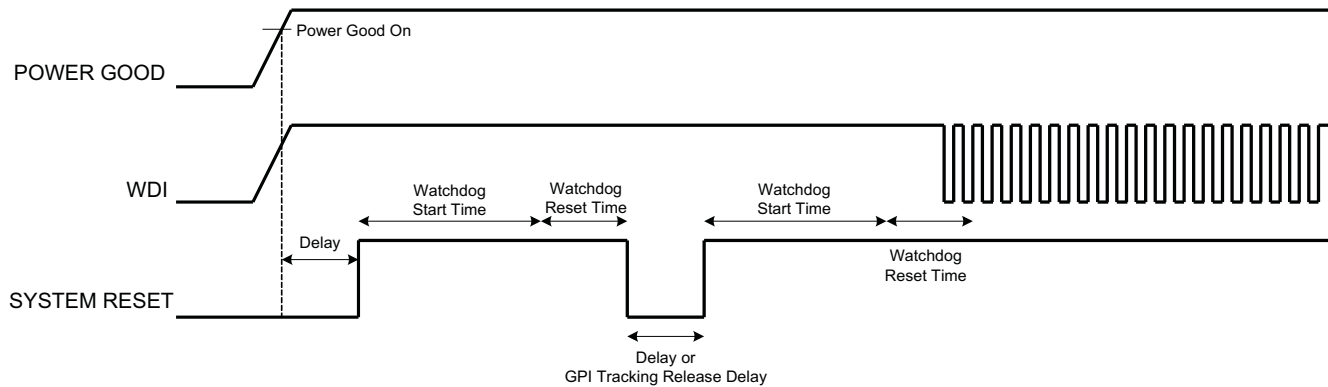 Power Good On
POWER GOOD
WDI
Watchdog
Start Time
Watchdog
Reset Time
Watchdog
Start Time
Delay
Watchdog
Reset Time
SYSTEM RESET
Delay or
GPI Tracking Release Delay